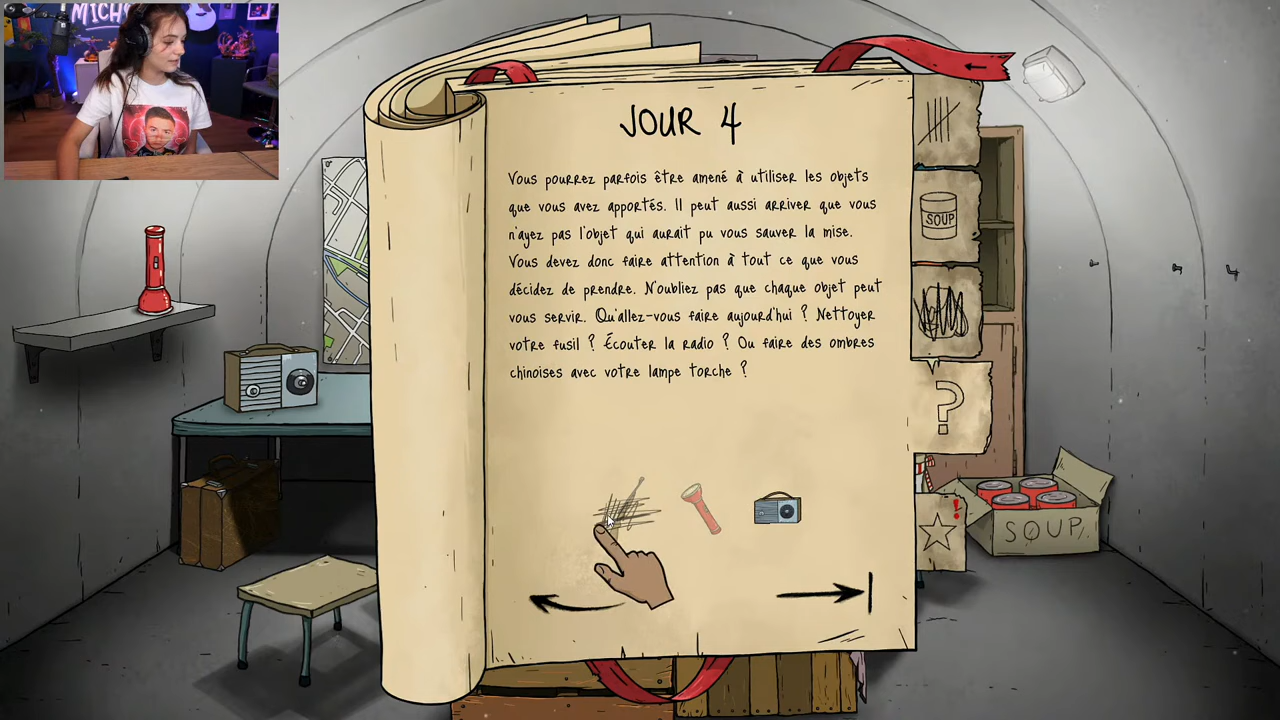 MICHO
JOUR 4
Vous pourrez parfois être amené à utiliser les objets
que vous avez apportés. Il peut aussi arriver que vous
n'ayez pas l'objet qui aurait pu vous sauver la mise.
Vous devez donc faire attention à tout ce que vous
décidez de prendre. N'oubliez pas que chaque objet peut
vous servir. Qu'allez-vous faire aujourd'hui ? Nettoyer
votre fusil ? Écouter la radio ? Ou faire des ombres
chinoises avec votre lampe torche ?
SOUP
?
!
SOUP